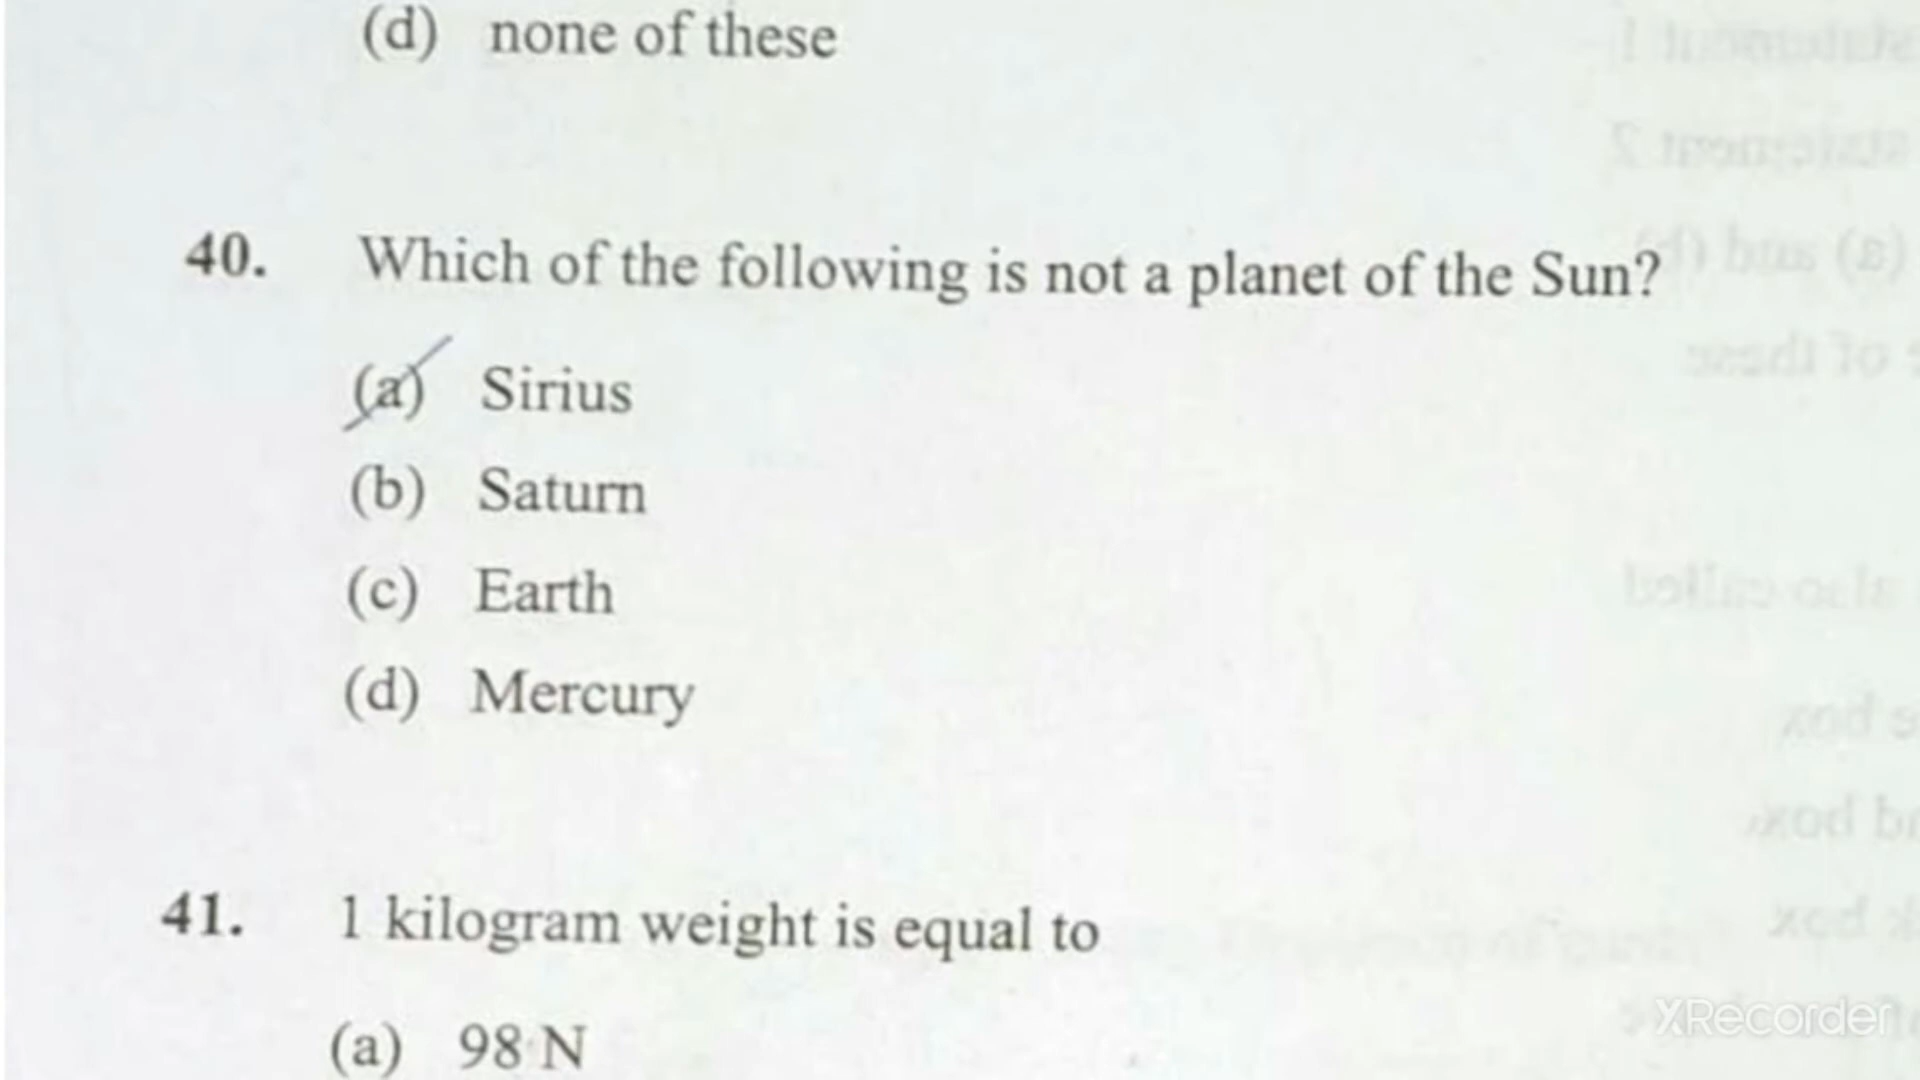 (d) none of these
40. Which of the following is not a planet of the Sun?
(a) Sirius
(b) Saturn
(c) Earth
(d) Mercury
41. 1 kilogram weight is equal to
(a) 98 N
XRecorder